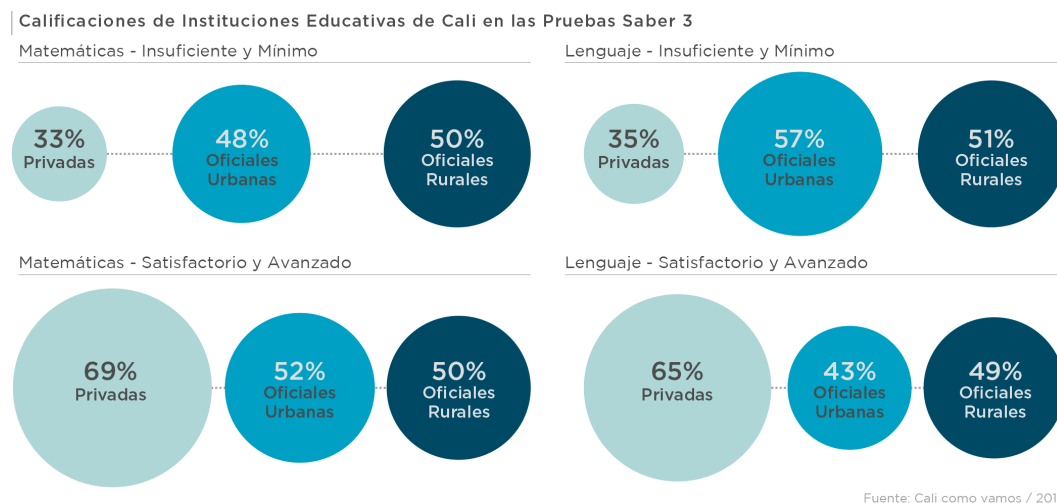 Calificaciones de Instituciones Educativas de Cali en las Pruebas Saber 3
Matemáticas - Insuficiente y Mínimo
33%
Privadas
48%
Oficiales
Urbanas
50%
Oficiales
Rurales
Lenguaje - Insuficiente y Mínimo
35%
Privadas
57%
Oficiales
Urbanas
51%
Oficiales
Rurales
Matemáticas - Satisfactorio y Avanzado
69%
Privadas
52%
Oficiales
Urbanas
50%
Oficiales
Rurales
Lenguaje - Satisfactorio y Avanzado
65%
Privadas
43%
Oficiales
Urbanas
49%
Oficiales
Rurales
Fuente: Cali como vamos /